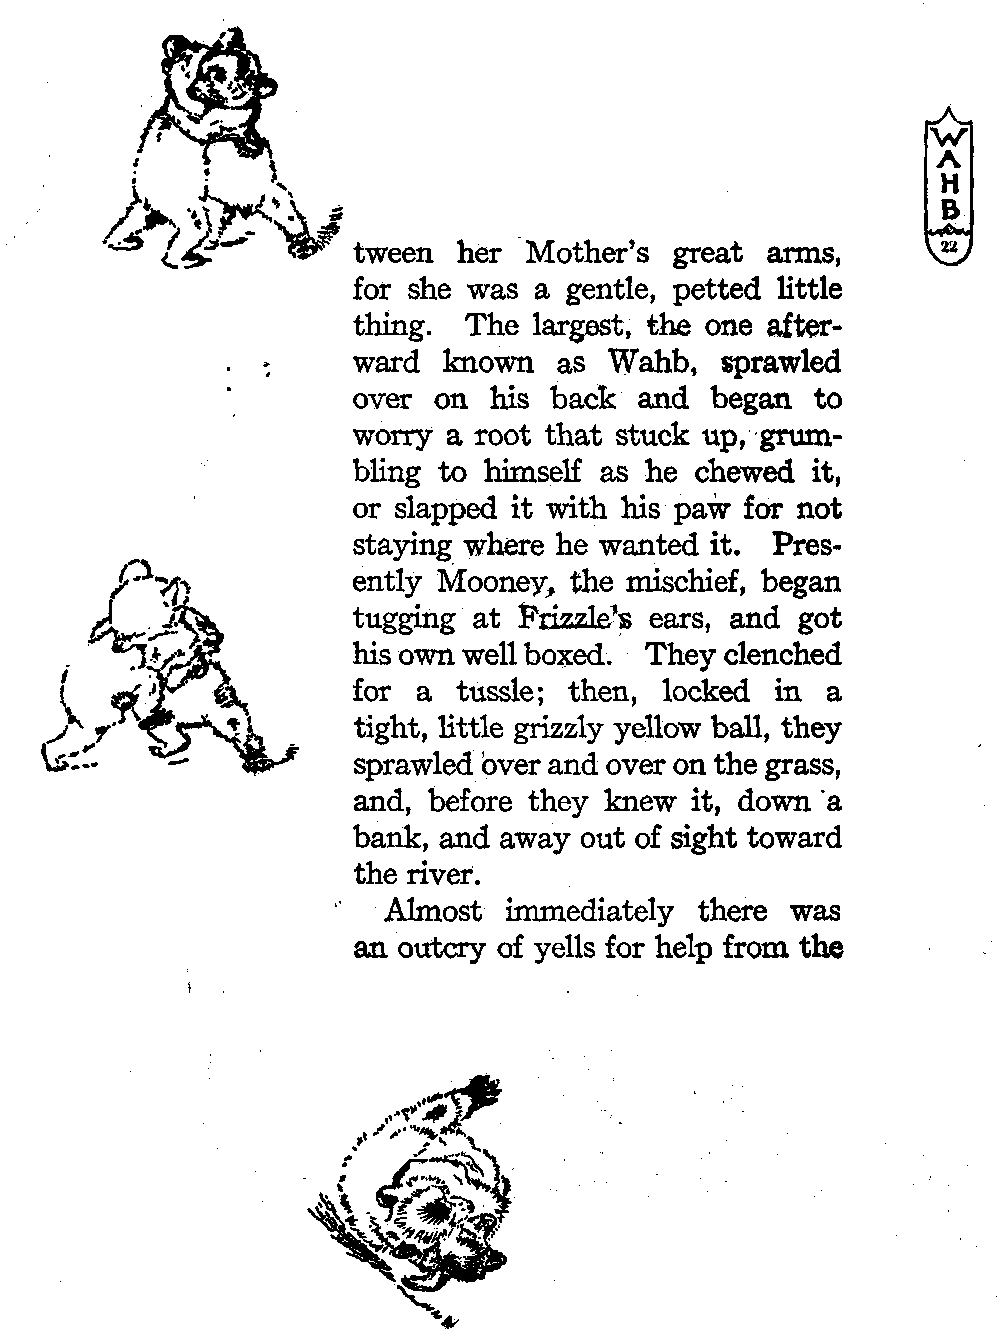 WAHB
22
tween her Mother's great arms,
for she was a gentle, petted little
thing. The largest, the one after-
ward known as Wahb, sprawled
over on his back and began to
worry a root that stuck up, grum-
bling to himself as he chewed it,
or slapped it with his paw for not
staying where he wanted it. Pres-
ently Mooney, the mischief, began
tugging at Frizzle's ears, and got
his own well boxed. They clenched
for a tussle; then, locked in a
tight, little grizzly yellow ball, they
sprawled over and over on the grass,
and, before they knew it, down a
bank, and away out of sight toward
the river.
Almost immediately there was
an outcry of yells for help from the